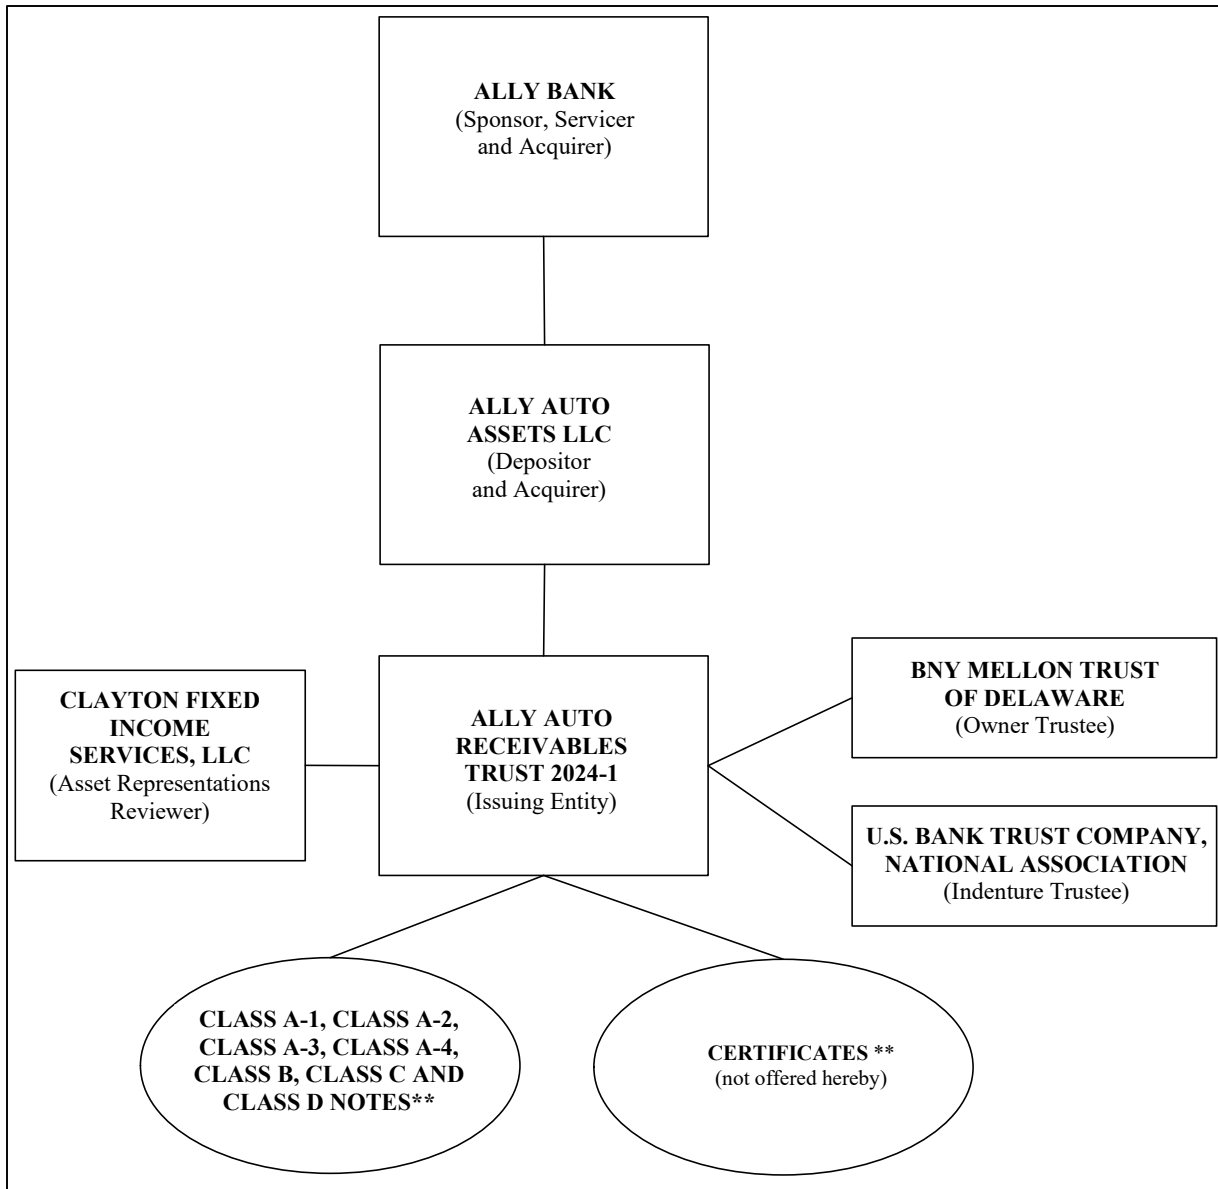 ALLY BANK
(Sponsor, Servicer
and Acquirer)
ALLY AUTO
ASSETS LLC
(Depositor
and Acquirer)
CLAYTON FIXED
INCOME
SERVICES, LLC
(Asset Representations
Reviewer)
ALLY AUTO
RECEIVABLES
TRUST 2024-1
(Issuing Entity)
BNY MELLON TRUST
OF DELAWARE
(Owner Trustee)
U.S. BANK TRUST COMPANY,
NATIONAL ASSOCIATION
(Indenture Trustee)
CLASS A-1, CLASS A-2,
CLASS A-3, CLASS A-4,
CLASS B, CLASS C AND
CLASS D NOTES**
CERTIFICATES **
(not offered hereby)